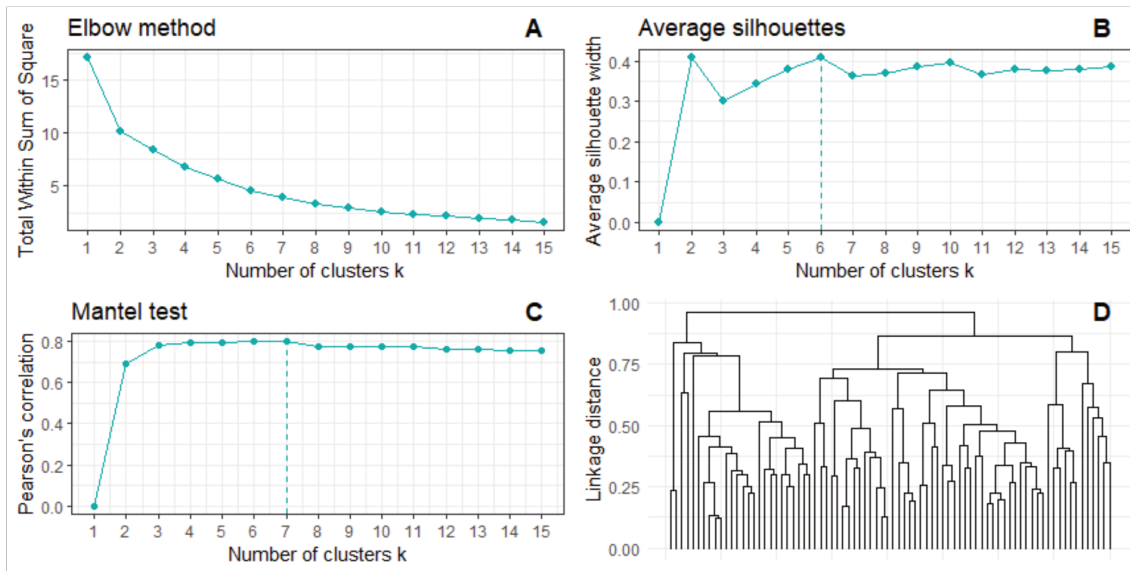 Elbow method A
Total Within Sum of Square
15
10
5
1 2 3 4 5 6 7 8 9 10 11 12 13 14 15
Number of clusters k
Average silhouettes B
Average silhouette width
0.4
0.3
0.2
0.1
0.0
1 2 3 4 5 6 7 8 9 10 11 12 13 14 15
Number of clusters k
Mantel test C
Pearson's correlation
0.8
0.6
0.4
0.2
0.0
1 2 3 4 5 6 7 8 9 10 11 12 13 14 15
Number of clusters k
D
Linkage distance
1.00
0.75
0.50
0.25
0.00